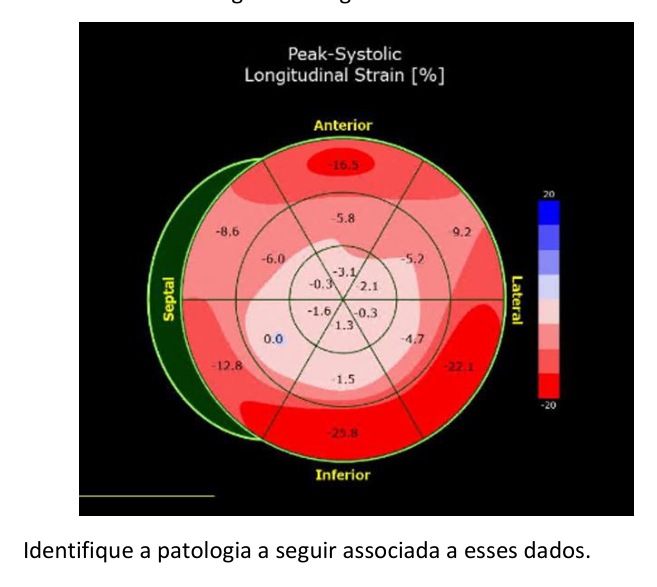 Peak-Systolic
Longitudinal Strain [%]
Anterior
-16.5
20
-5.8
-8.6
-9.2
-6.0
-5.2
-3.1
-0.3
-2.1
Septal
Lateral
-1.6
-0.3
1.3
0.0
-4.7
-12.8
-22.1
-1.5
-20
-25.8
Inferior
Identifique a patologia a seguir associada a esses dados.